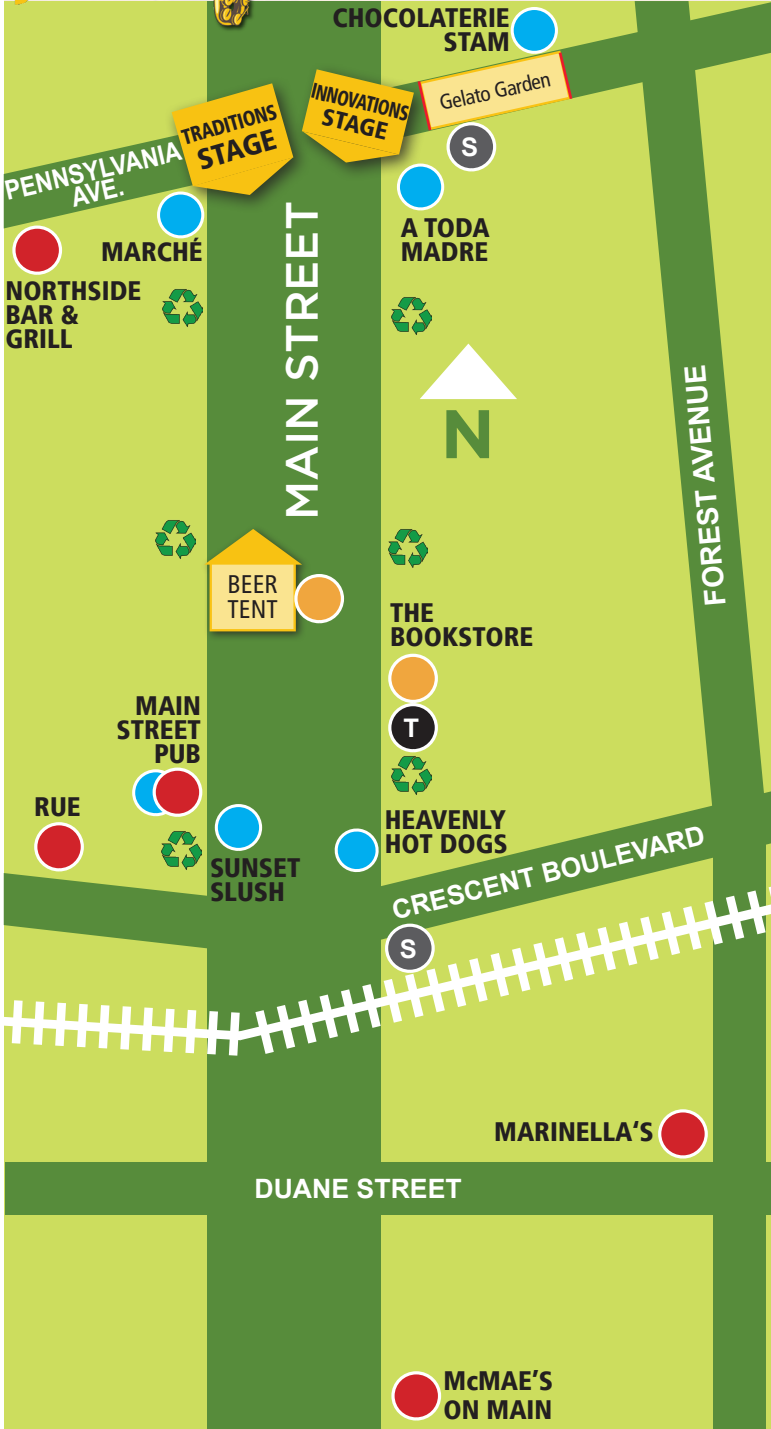 CHOCOLATERIE
STAM
Gelato Garden
INNOVATIONS
STAGE
TRADITIONS
STAGE
S
PENNSYLVANIA
AVE.
MARCHÉ
A TODA
MADRE
NORTHSIDE
BAR &
GRILL
MAIN STREET
N
FOREST AVENUE
BEER
TENT
THE
BOOKSTORE
T
MAIN
STREET
PUB
RUE
SUNSET
SLUSH
HEAVENLY
HOT DOGS
CRESCENT BOULEVARD
S
MARINELLA‘S
DUANE STREET
McMAE'S
ON MAIN